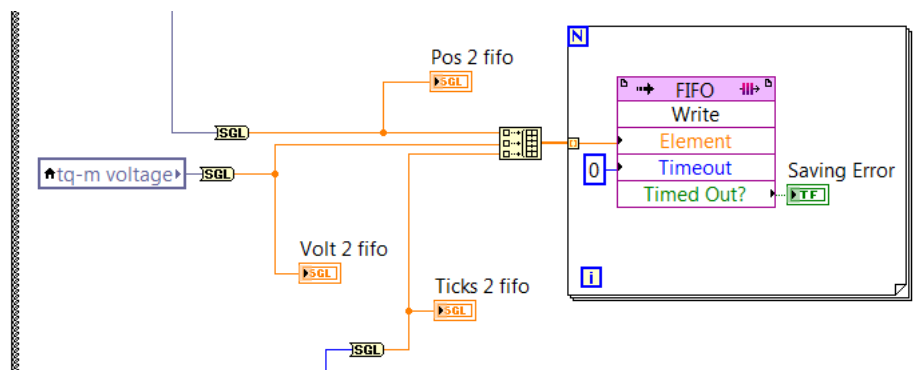 N
Pos 2 fifo
SGL
FIFO
SGL
Write
Element
tq-m voltage
SGL
0
Timeout
Saving Error
Timed Out?
TF
Volt 2 fifo
SGL
i
Ticks 2 fifo
SGL
SGL